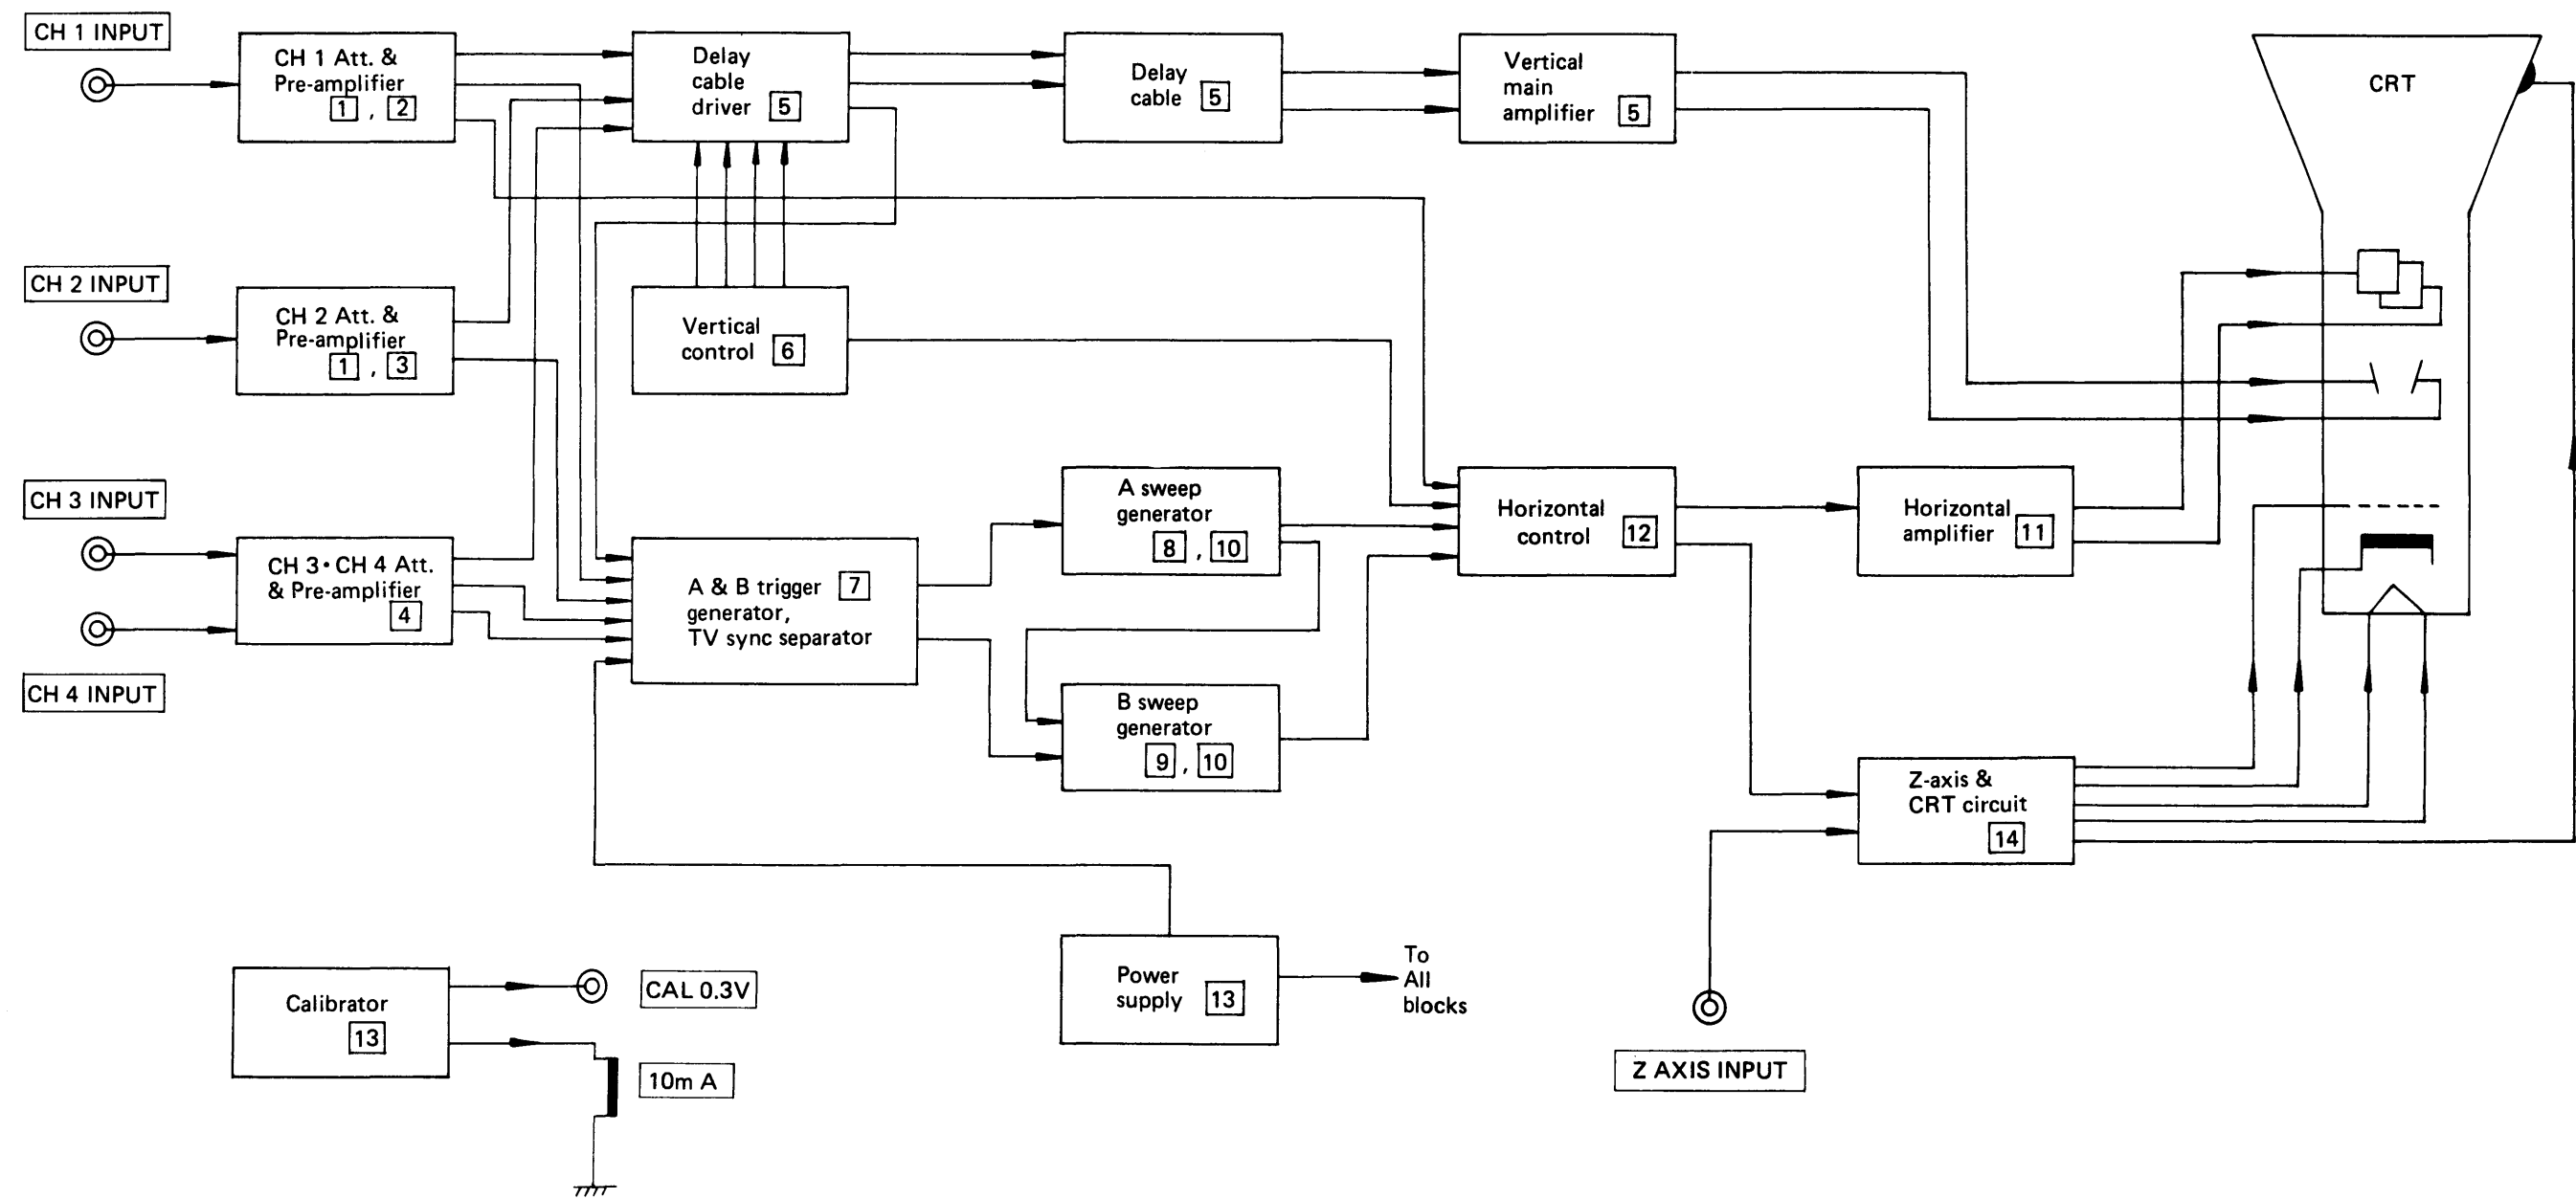 CH 1 INPUT
CH 1 Att. &
Pre-amplifier
1 , 2
Delay
cable
driver 5
Delay
cable 5
Vertical
main
amplifier 5
CRT
CH 2 INPUT
CH 2 Att. &
Pre-amplifier
1 , 3
Vertical
control 6
CH 3 INPUT
CH 3 • CH 4 Att.
& Pre-amplifier
4
CH 4 INPUT
A & B trigger 7
generator,
TV sync separator
A sweep
generator
8 , 10
B sweep
generator
9 , 10
Horizontal
control 12
Horizontal
amplifier 11
Z-axis &
CRT circuit
14
Calibrator
13
CAL 0.3V
10m A
Power
supply 13
To
All
blocks
Z AXIS INPUT